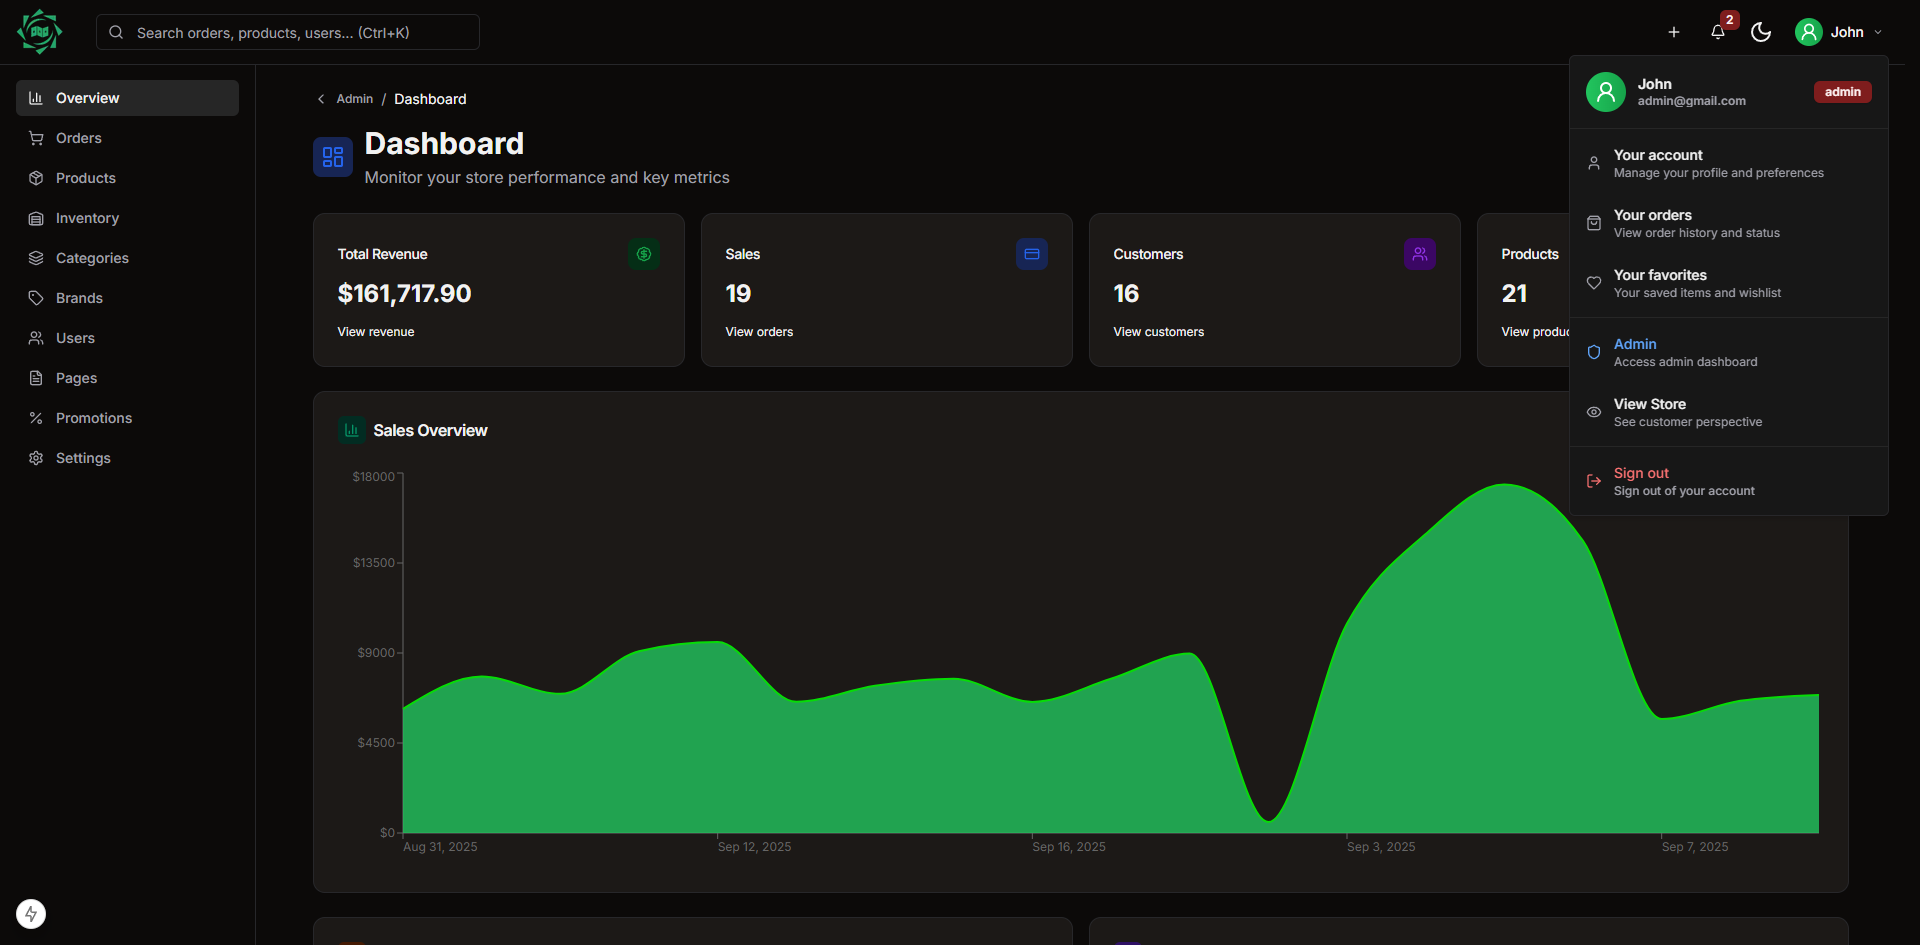 Search orders, products, users... (Ctrl+K)
2
John
Overview
Orders
Products
Inventory
Categories
Brands
Users
Pages
Promotions
Settings
Admin / Dashboard
Dashboard
Monitor your store performance and key metrics
Total Revenue
$161,717.90
View revenue
Sales
19
View orders
Customers
16
View customers
Products
21
View produc
Sales Overview
$18000
$13500
$9000
$4500
$0
Aug 31, 2025
Sep 12, 2025
Sep 16, 2025
Sep 3, 2025
Sep 7, 2025
John
admin@gmail.com
admin
Your account
Manage your profile and preferences
Your orders
View order history and status
Your favorites
Your saved items and wishlist
Admin
Access admin dashboard
View Store
See customer perspective
Sign out
Sign out of your account